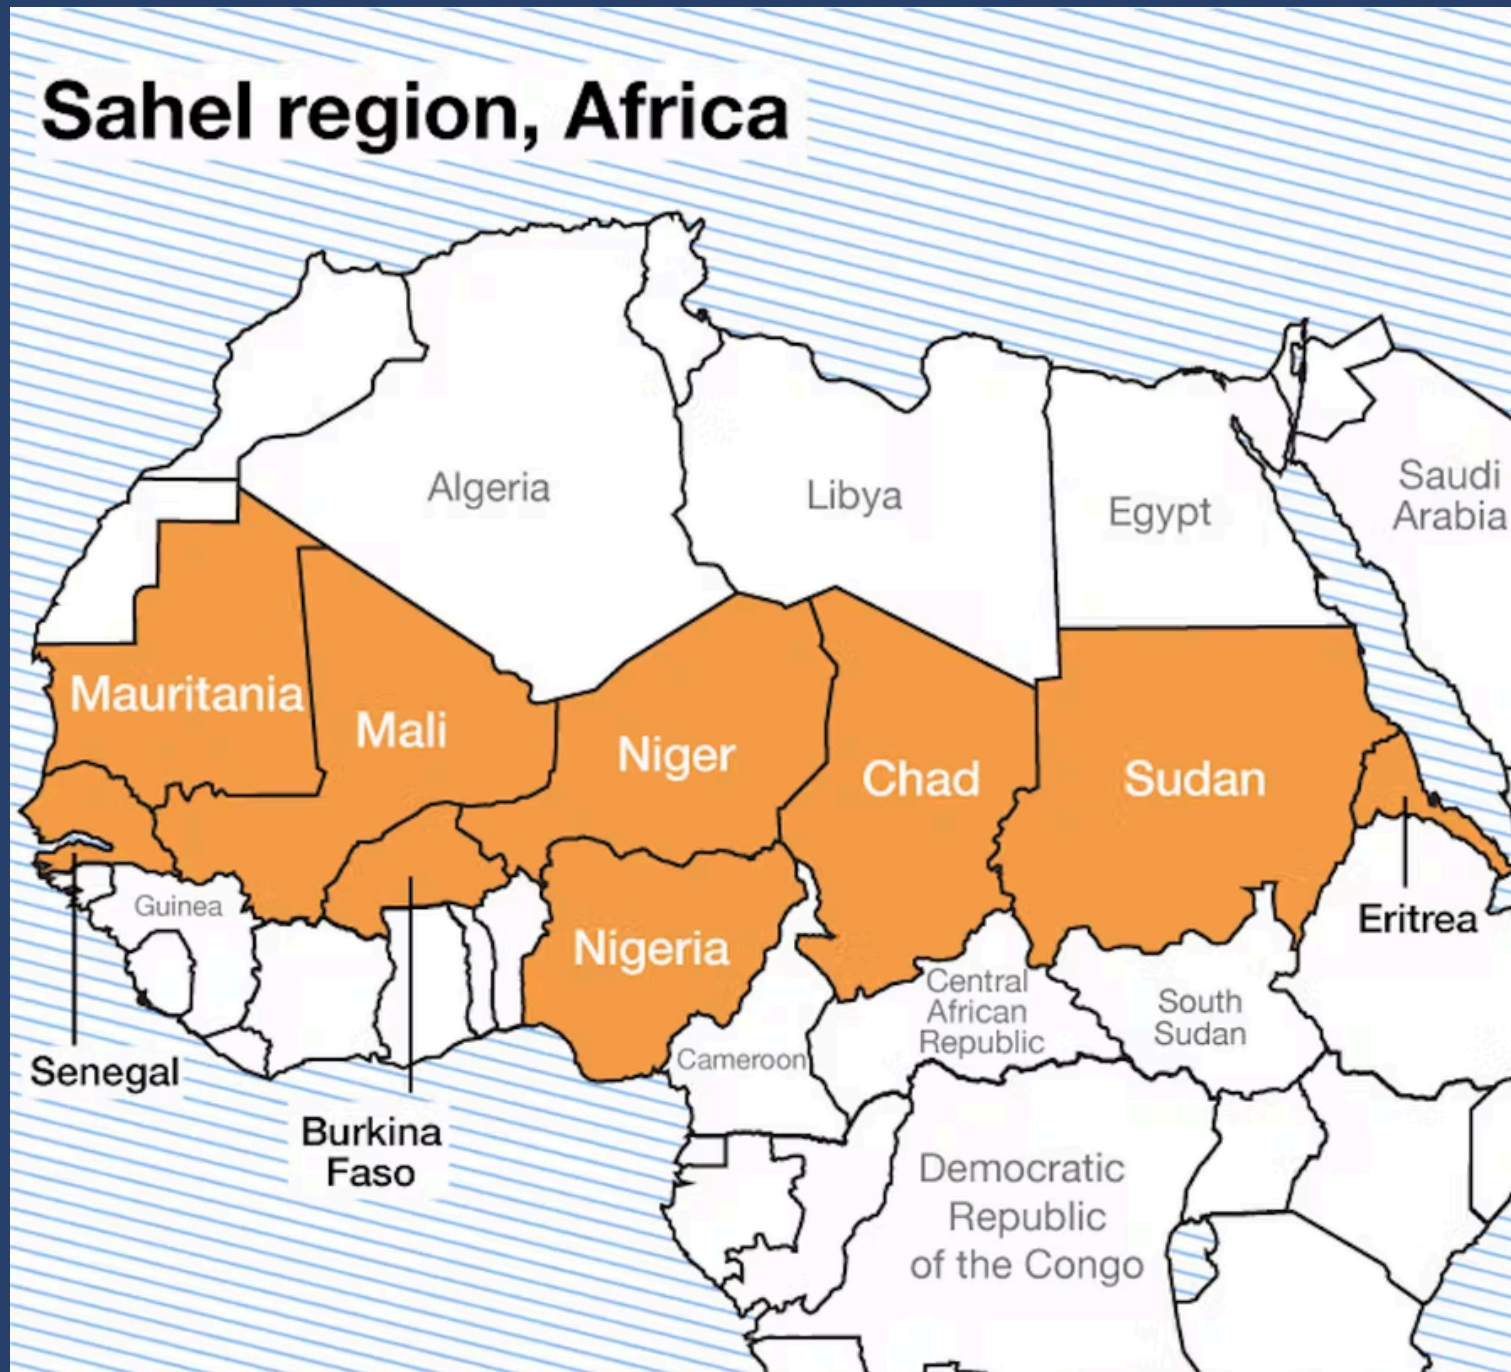 Sahel region, Africa
Algeria
Libya
Egypt
Saudi
Arabia
Mauritania
Mali
Niger
Chad
Sudan
Guinea
Nigeria
Eritrea
Central
African
Republic
South
Sudan
Cameroon
Senegal
Burkina
Faso
Democratic
Republic
of the Congo